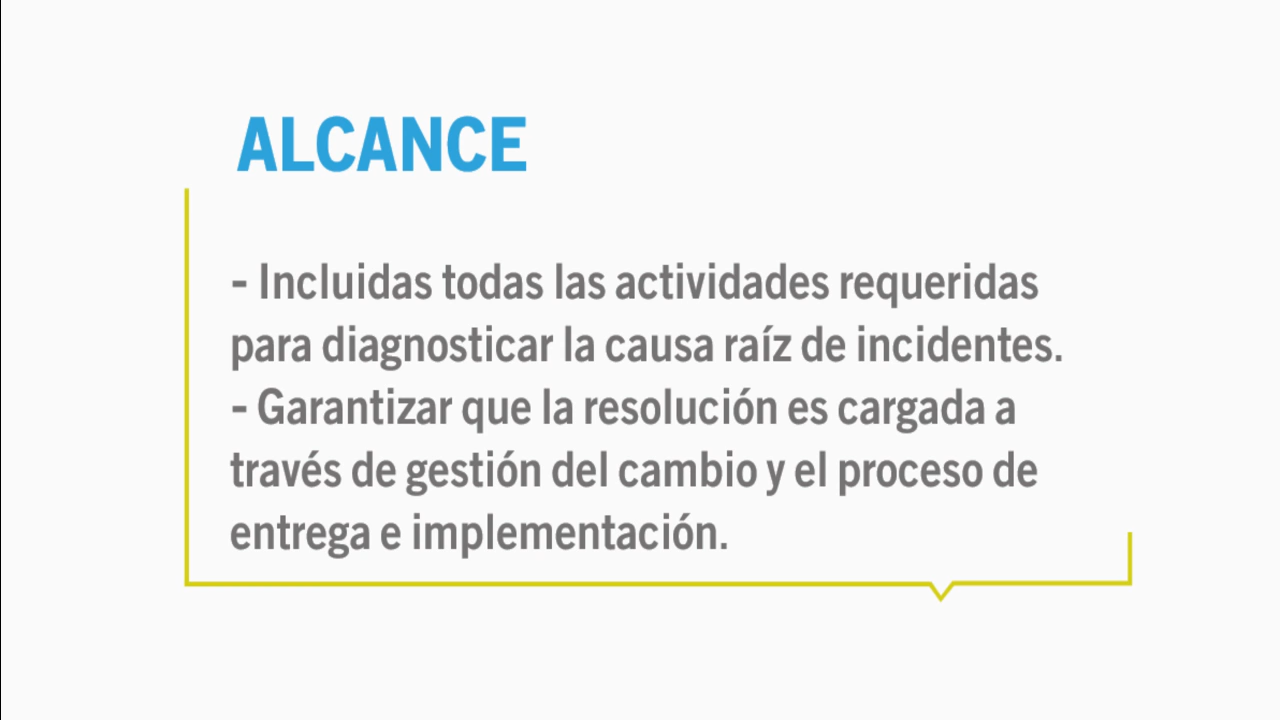 ALCANCE
- Incluidas todas las actividades requeridas
para diagnosticar la causa raíz de incidentes.
- Garantizar que la resolución es cargada a
través de gestión del cambio y el proceso de
entrega e implementación.